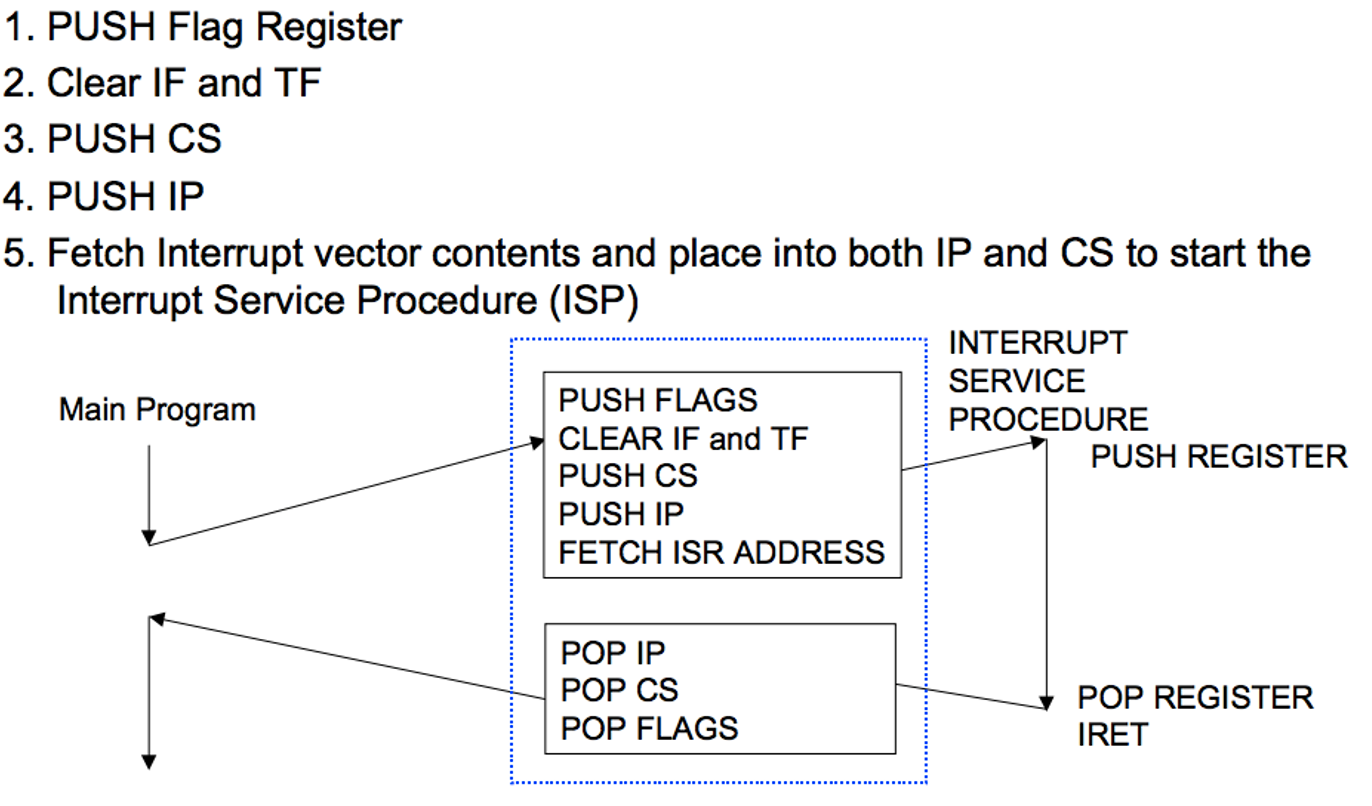 1. PUSH Flag Register
2. Clear IF and TF
3. PUSH CS
4. PUSH IP
5. Fetch Interrupt vector contents and place into both IP and CS to start the
Interrupt Service Procedure (ISP)
Main Program
PUSH FLAGS
CLEAR IF and TF
PUSH CS
PUSH IP
FETCH ISR ADDRESS
INTERRUPT
SERVICE
PROCEDURE
PUSH REGISTER
POP IP
POP CS
POP FLAGS
POP REGISTER
IRET